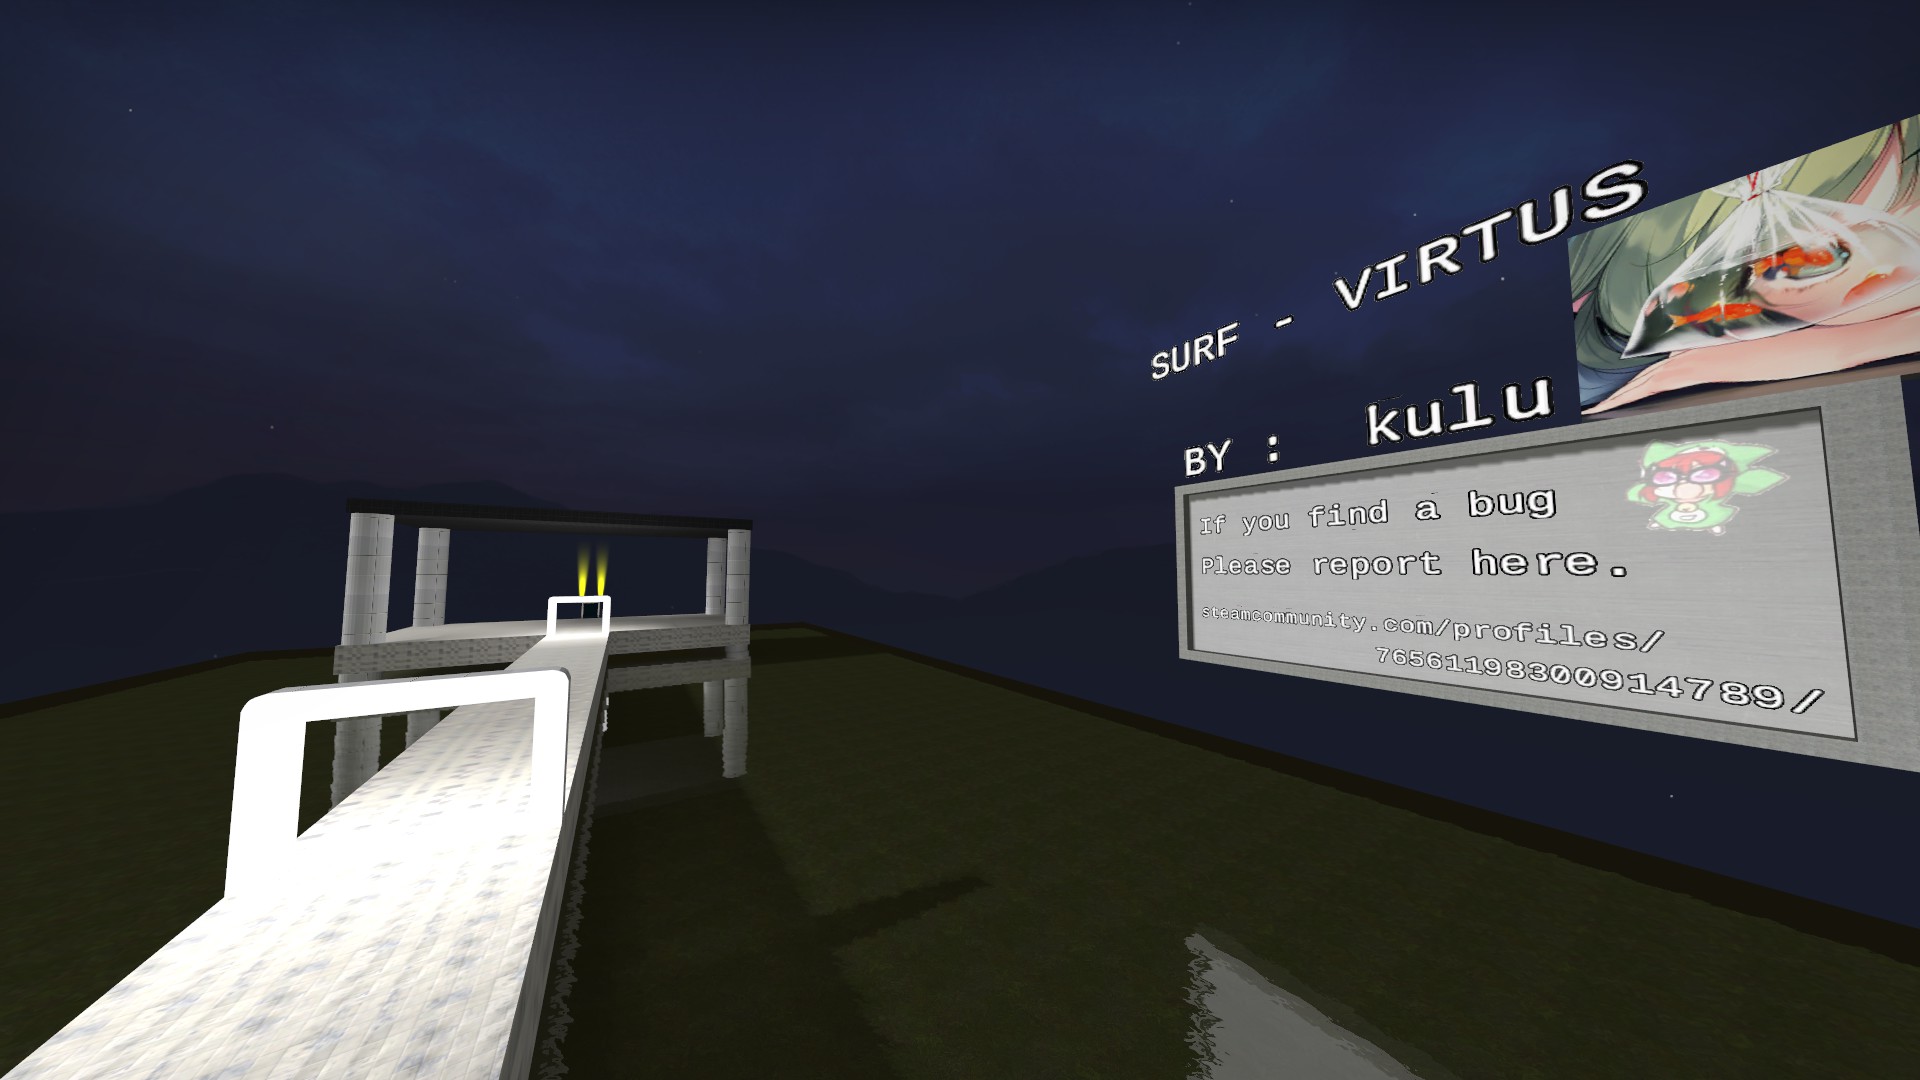 SURF - VIRTUS
BY : kulu
If you find a bug
Please report here.
steamcommunity.com/profiles/
76561198300914789/